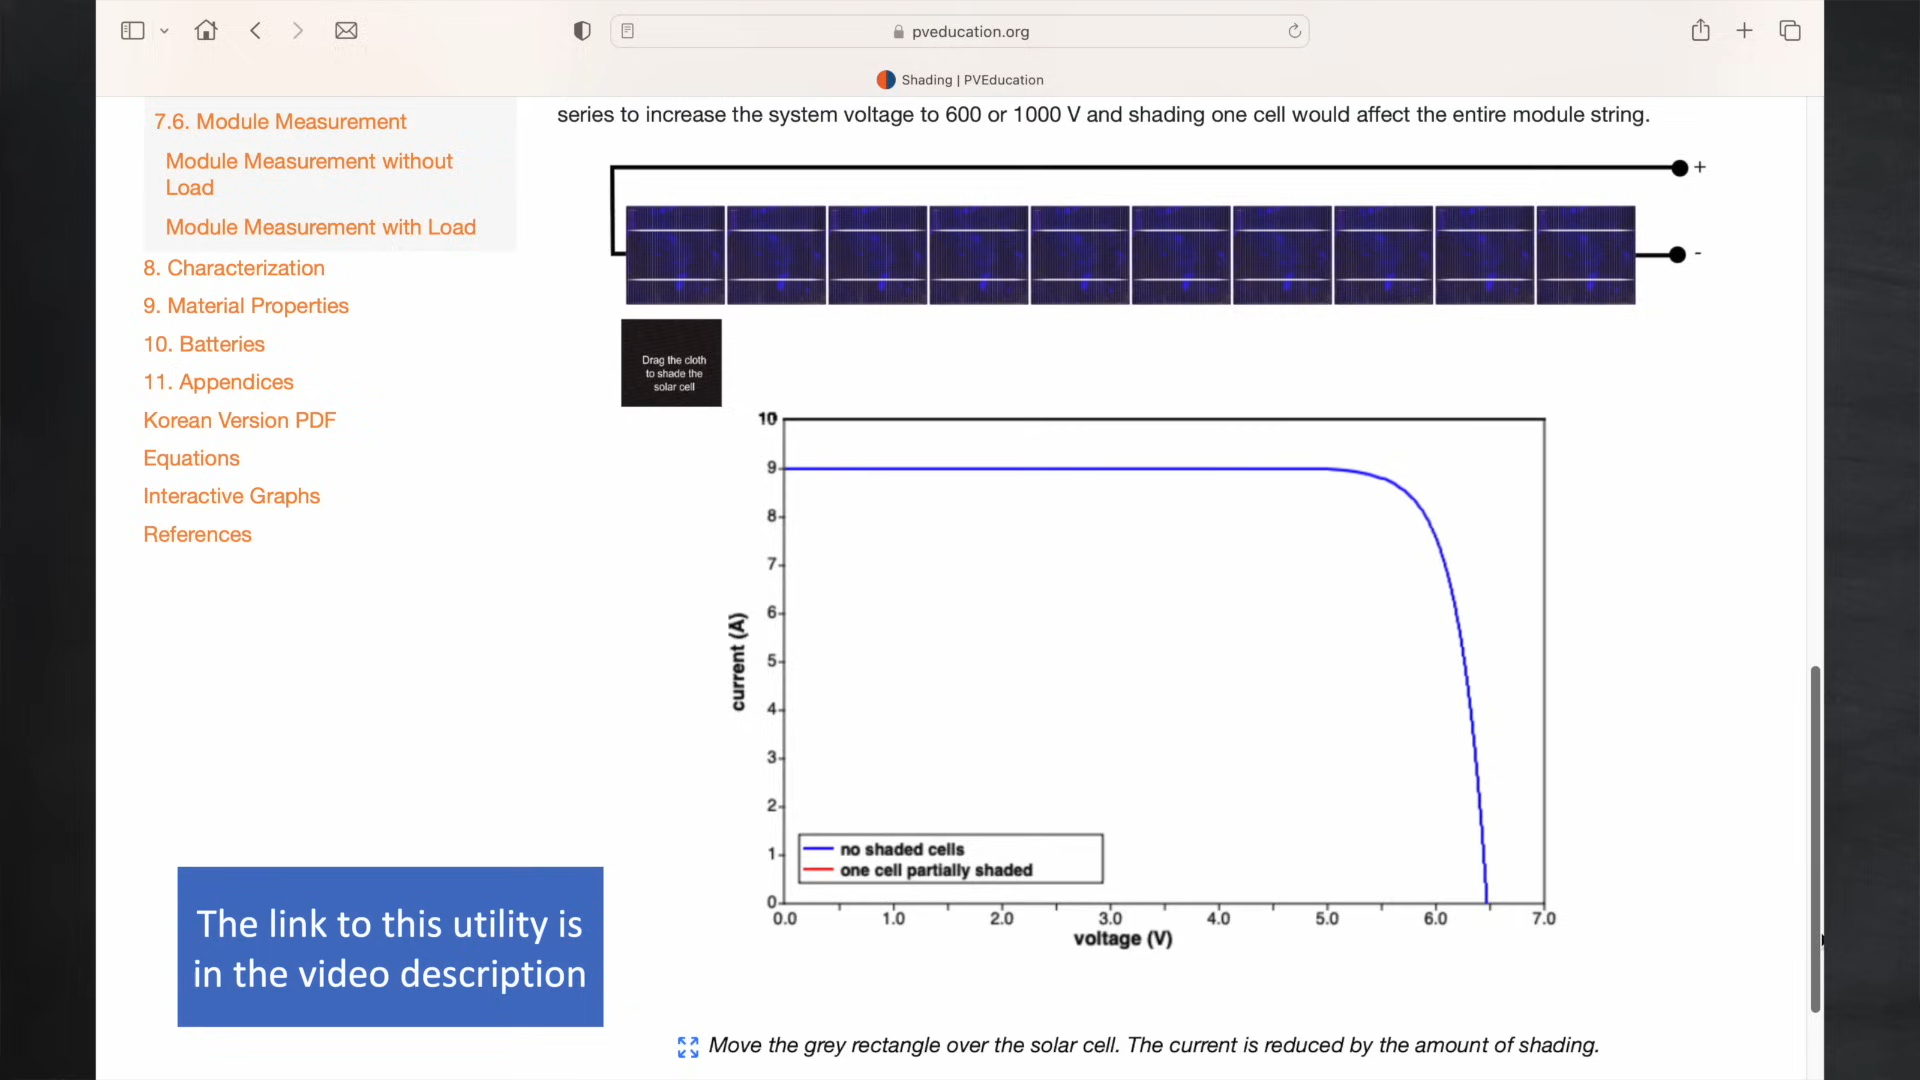 pveducation.org
Shading | PVEducation
7.6. Module Measurement
Module Measurement without
Load
Module Measurement with Load
8. Characterization
9. Material Properties
10. Batteries
11. Appendices
Korean Version PDF
Equations
Interactive Graphs
References
series to increase the system voltage to 600 or 1000 V and shading one cell would affect the entire module string.
+
-
Drag the cloth
to shade the
solar cell
10
9
8
7
6
5
4
3
2
1
0
current (A)
no shaded cells
one cell partially shaded
0.0 1.0 2.0 3.0 4.0 5.0 6.0 7.0
voltage (V)
The link to this utility is
in the video description
Move the grey rectangle over the solar cell. The current is reduced by the amount of shading.